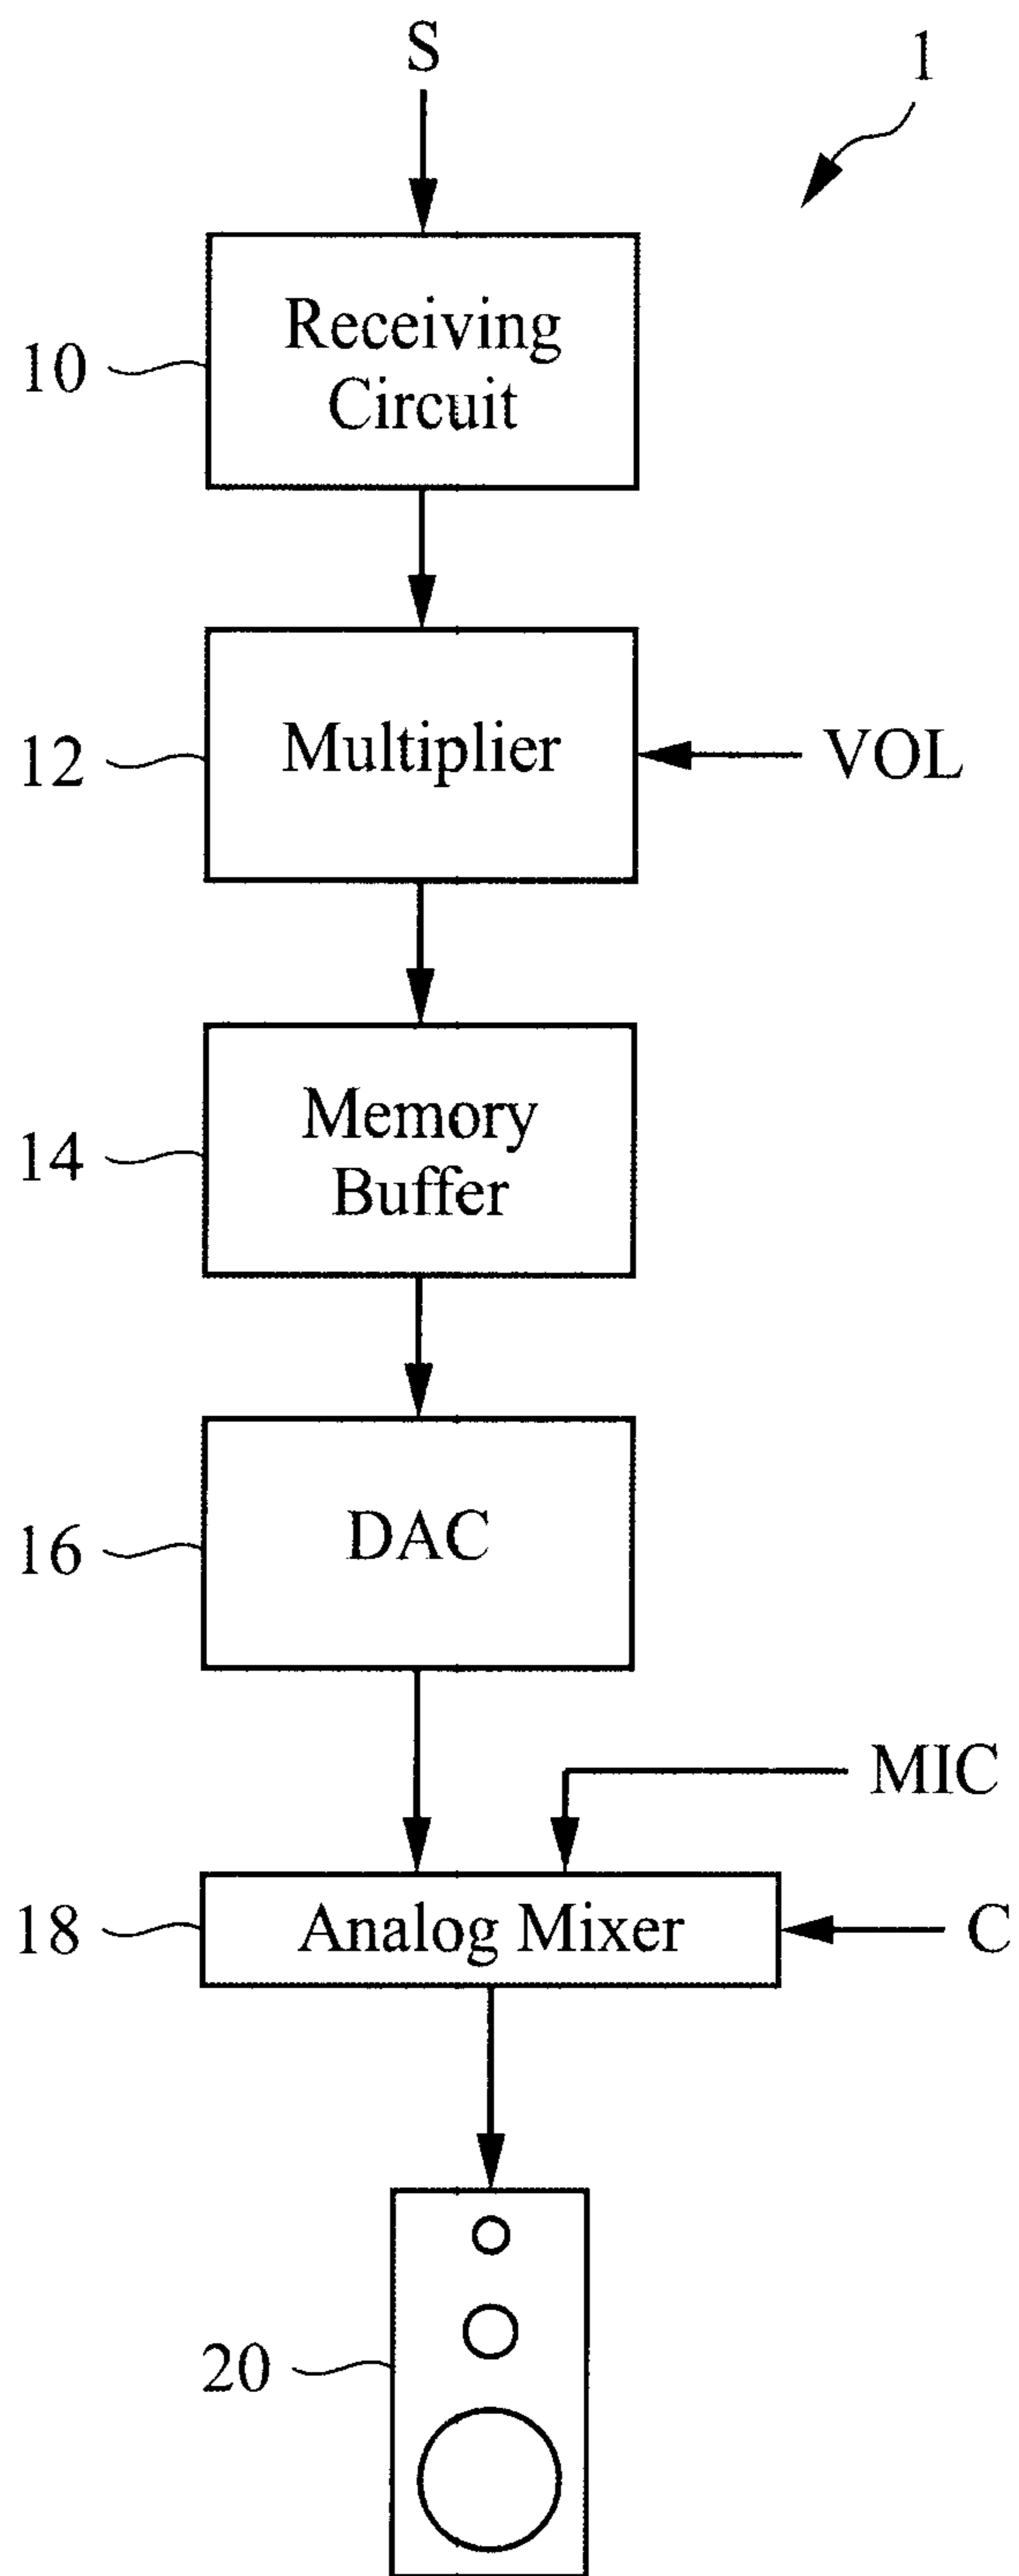 S
1
10
Receiving
Circuit
12
Multiplier
VOL
14
Memory
Buffer
16
DAC
MIC
18
Analog Mixer
C
20